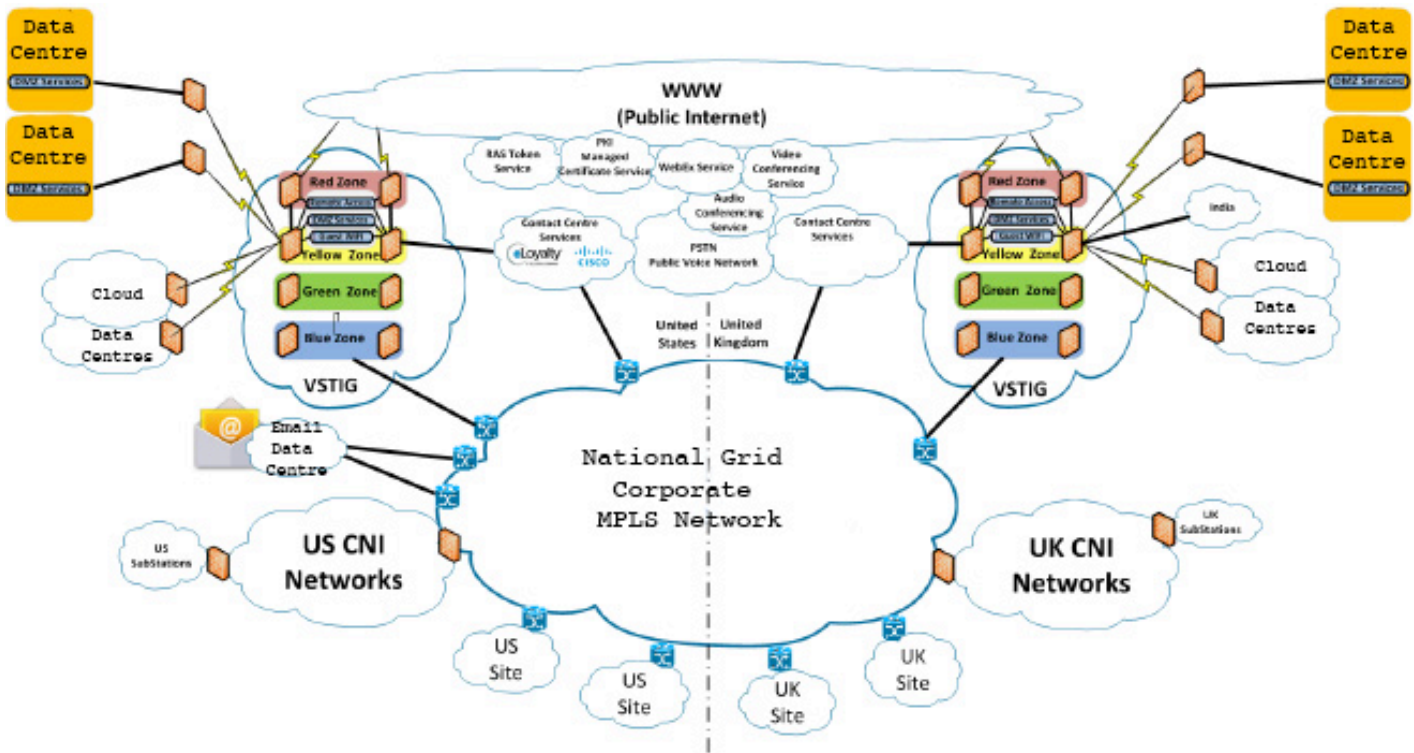 Data
Centre
DMZ Services
Data
Centre
DMZ Services
WWW
(Public Internet)
RAS Token
Service
PKI
Managed
Certificate Service
WebEx Service
Video
Conferencing
Service
Audio
Conferencing
Service
Contact Centre
Services
eLoyalty
CISCO
PSTN
Public Voice Network
Contact Centre
Services
Data
Centre
DMZ Services
Data
Centre
DMZ Services
Red Zone
Remote Access
DMZ Services
Guest WiFi
Yellow Zone
Green Zone
Blue Zone
VSTIG
Cloud
Data
Centres
Red Zone
Remote Access
DMZ Services
Guest WiFi
Yellow Zone
Green Zone
Blue Zone
VSTIG
India
Cloud
Data
Centres
United
States
United
Kingdom
@
Email
Data
Centre
National Grid
Corporate
MPLS Network
US
SubStations
US CNI
Networks
UK CNI
Networks
UK
SubStations
US
Site
US
Site
UK
Site
UK
Site